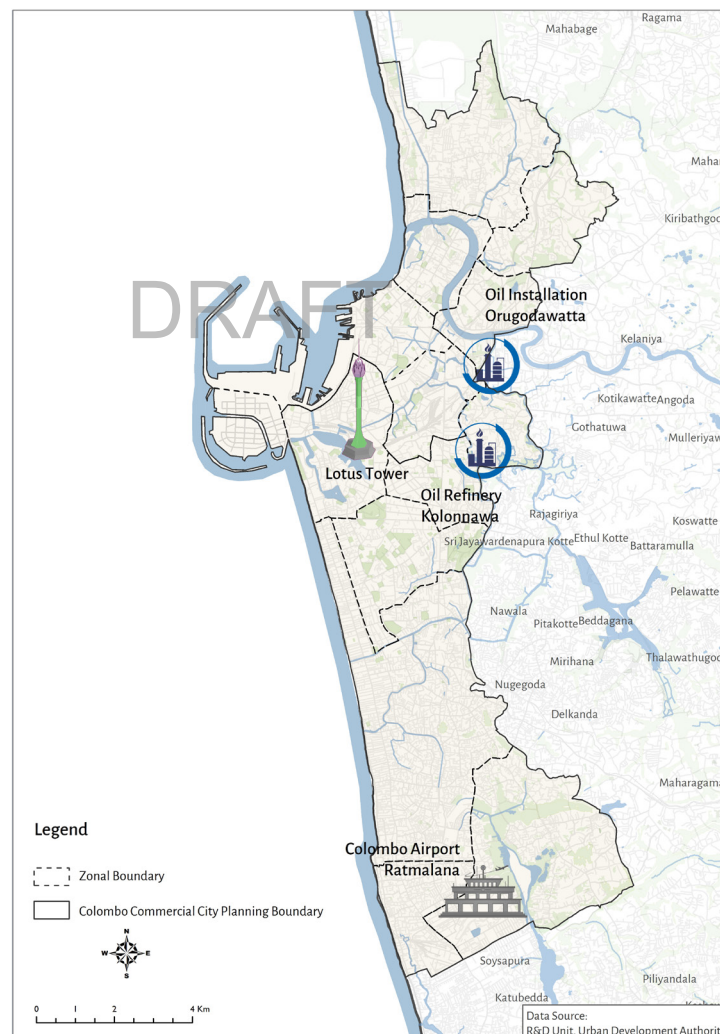 Ragama
Mahabage
Kiribathgo
DRAFT
Oil Installation
Orugodawatta
Kelaniya
Kotikawatte
Angoda
Gothatuwa
Mulleriyaw
Lotus Tower
Oil Refinery
Kolonnawa
Rajagiriya
Koswatte
Sri Jayawardenapura Kotte
Ethul Kotte
Battaramulla
Pelawatte
Nawala
Pitakotte
Beddagana
Mirihana
Thalawathugod
Nugegoda
Delkanda
Maharagam
Legend
Colombo Airport
Ratmalana
Zonal Boundary
Colombo Commercial City Planning Boundary
N
W E
S
Soysapura
Piliyandala
Katubedda
0 1 2 4 Km
Data Source:
R&D Unit, Urban Development Authorit